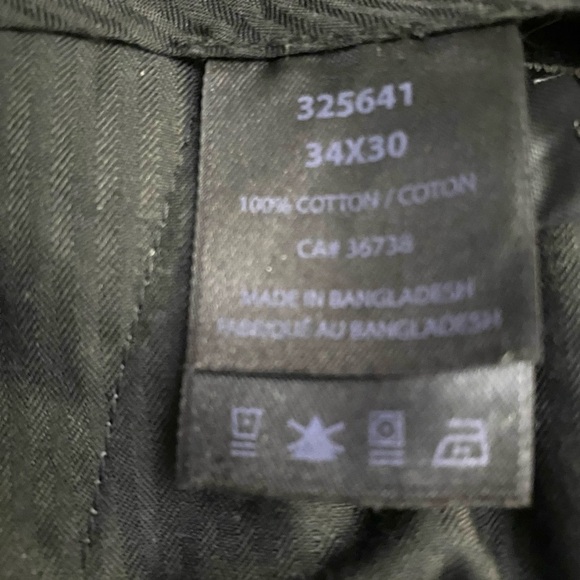 325641
34X30
100% COTTON / COTON
CA# 36738
MADE IN BANGLADESH
FABRIQUÉ AU BANGLADESH